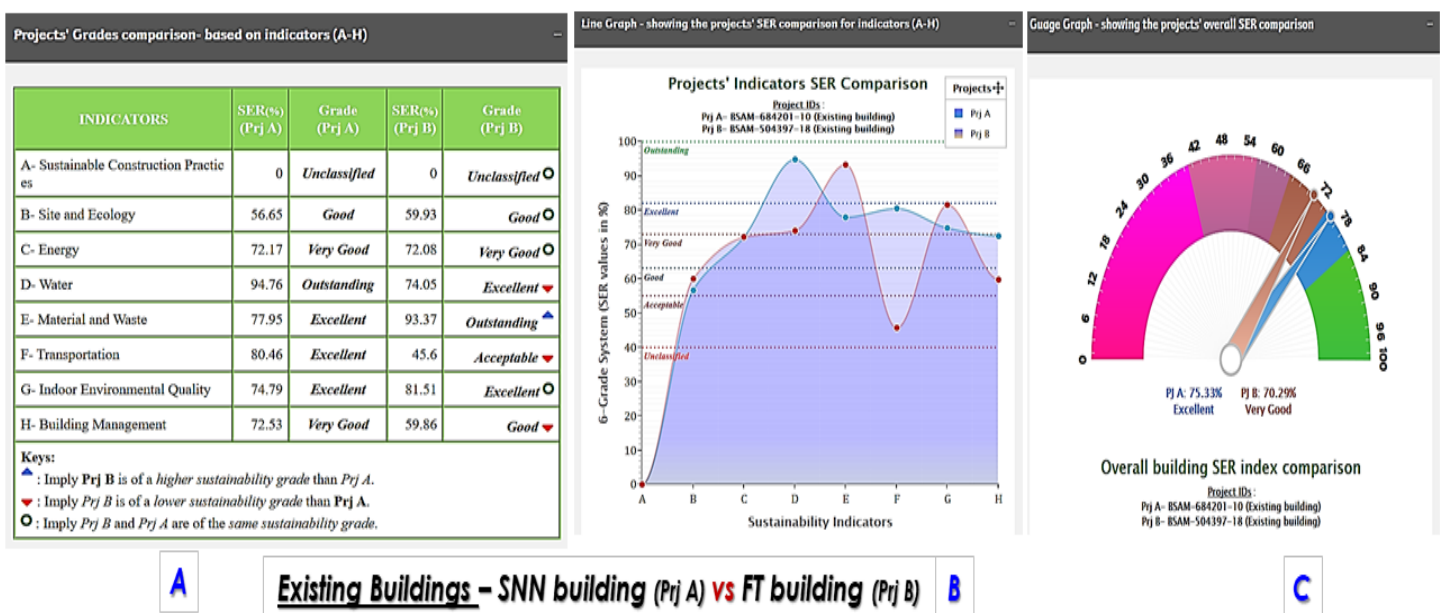 Projects' Grades comparison- based on indicators (A-H)
INDICATORS SER(%) (Prj A) Grade (Prj A) SER(%) (Prj B) Grade (Prj B)
A- Sustainable Construction Practic
es 0 Unclassified 0 Unclassified
B- Site and Ecology 56.65 Good 59.93 Good
C- Energy 72.17 Very Good 72.08 Very Good
D- Water 94.76 Outstanding 74.05 Excellent
E- Material and Waste 77.95 Excellent 93.37 Outstanding
F- Transportation 80.46 Excellent 45.6 Acceptable
G- Indoor Environmental Quality 74.79 Excellent 81.51 Excellent
H- Building Management 72.53 Very Good 59.86 Good
Keys:
: Imply Prj B is of a higher sustainability grade than Prj A.
: Imply Prj B is of a lower sustainability grade than Prj A.
: Imply Prj B and Prj A are of the same sustainability grade.
A
Line Graph - showing the projects' SER comparison for indicators (A-H)
Projects' Indicators SER Comparison
Project IDs :
Prj A- BSAM-684201-10 (Existing building)
Prj B- BSAM-504397-18 (Existing building)
Projects
Prj A
Prj B
6-Grade System (SER values in %)
100
Outstanding
90
80
Excellent
70
Very Good
60
Good
50
Acceptable
40
Unclassified
30
20
10
0
A B C D E F G H
Sustainability Indicators
Existing Buildings – SNN building (Prj A) vs FT building (Prj B)
B
Guage Graph - showing the projects' overall SER comparison
0 6 12 18 24 30 36 42 48 54 60 66 72 78 84 90 96 100
PJ A: 75.33% PJ B: 70.29%
Excellent Very Good
Overall building SER index comparison
Project IDs :
Prj A- BSAM-684201-10 (Existing building)
Prj B- BSAM-504397-18 (Existing building)
C